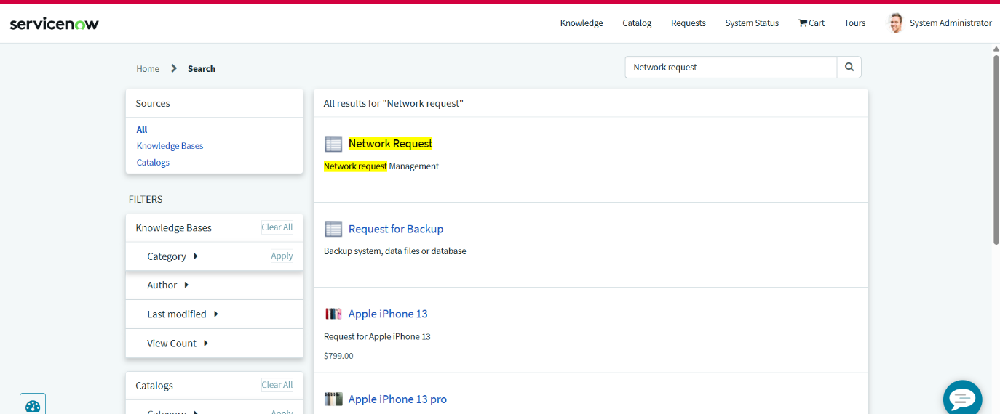 servicenow
Knowledge
Catalog
Requests
System Status
Cart
Tours
System Administrator
Home
Search
Network request
Sources
All
Knowledge Bases
Catalogs
FILTERS
Knowledge Bases
Clear All
Category
Apply
Author
Last modified
View Count
Catalogs
Clear All
Category
Apply
All results for "Network request"
Network Request
Network request Management
Request for Backup
Backup system, data files or database
Apple iPhone 13
Request for Apple iPhone 13
$799.00
Apple iPhone 13 pro